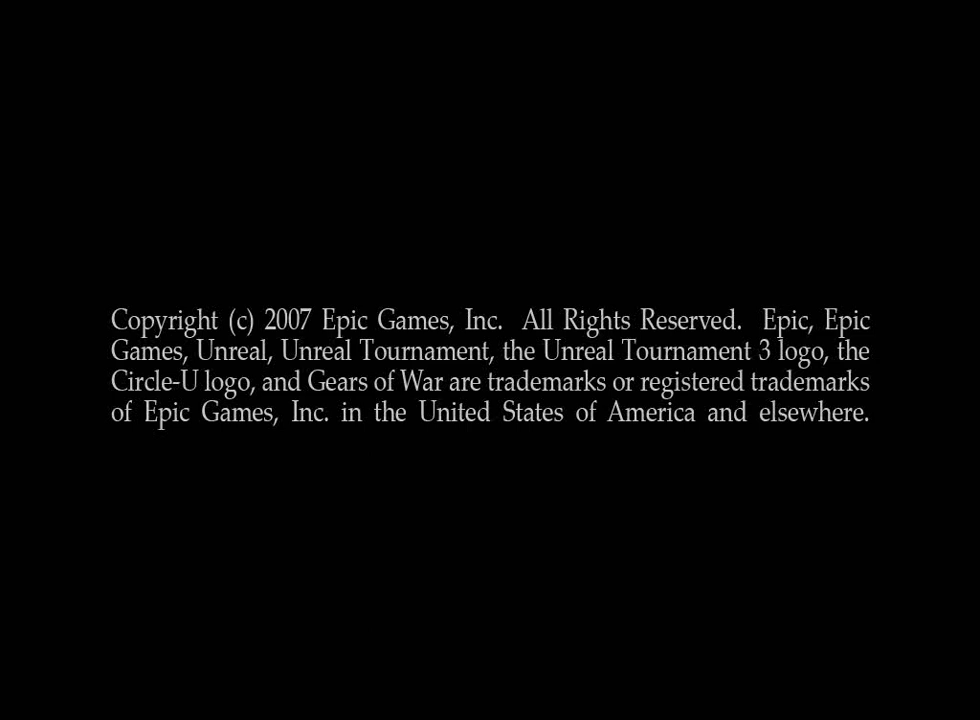 Copyright (c) 2007 Epic Games, Inc.  All Rights Reserved.  Epic, Epic
Games, Unreal, Unreal Tournament, the Unreal Tournament 3 logo, the
Circle-U logo, and Gears of War are trademarks or registered trademarks
of Epic Games, Inc. in the United States of America and elsewhere.